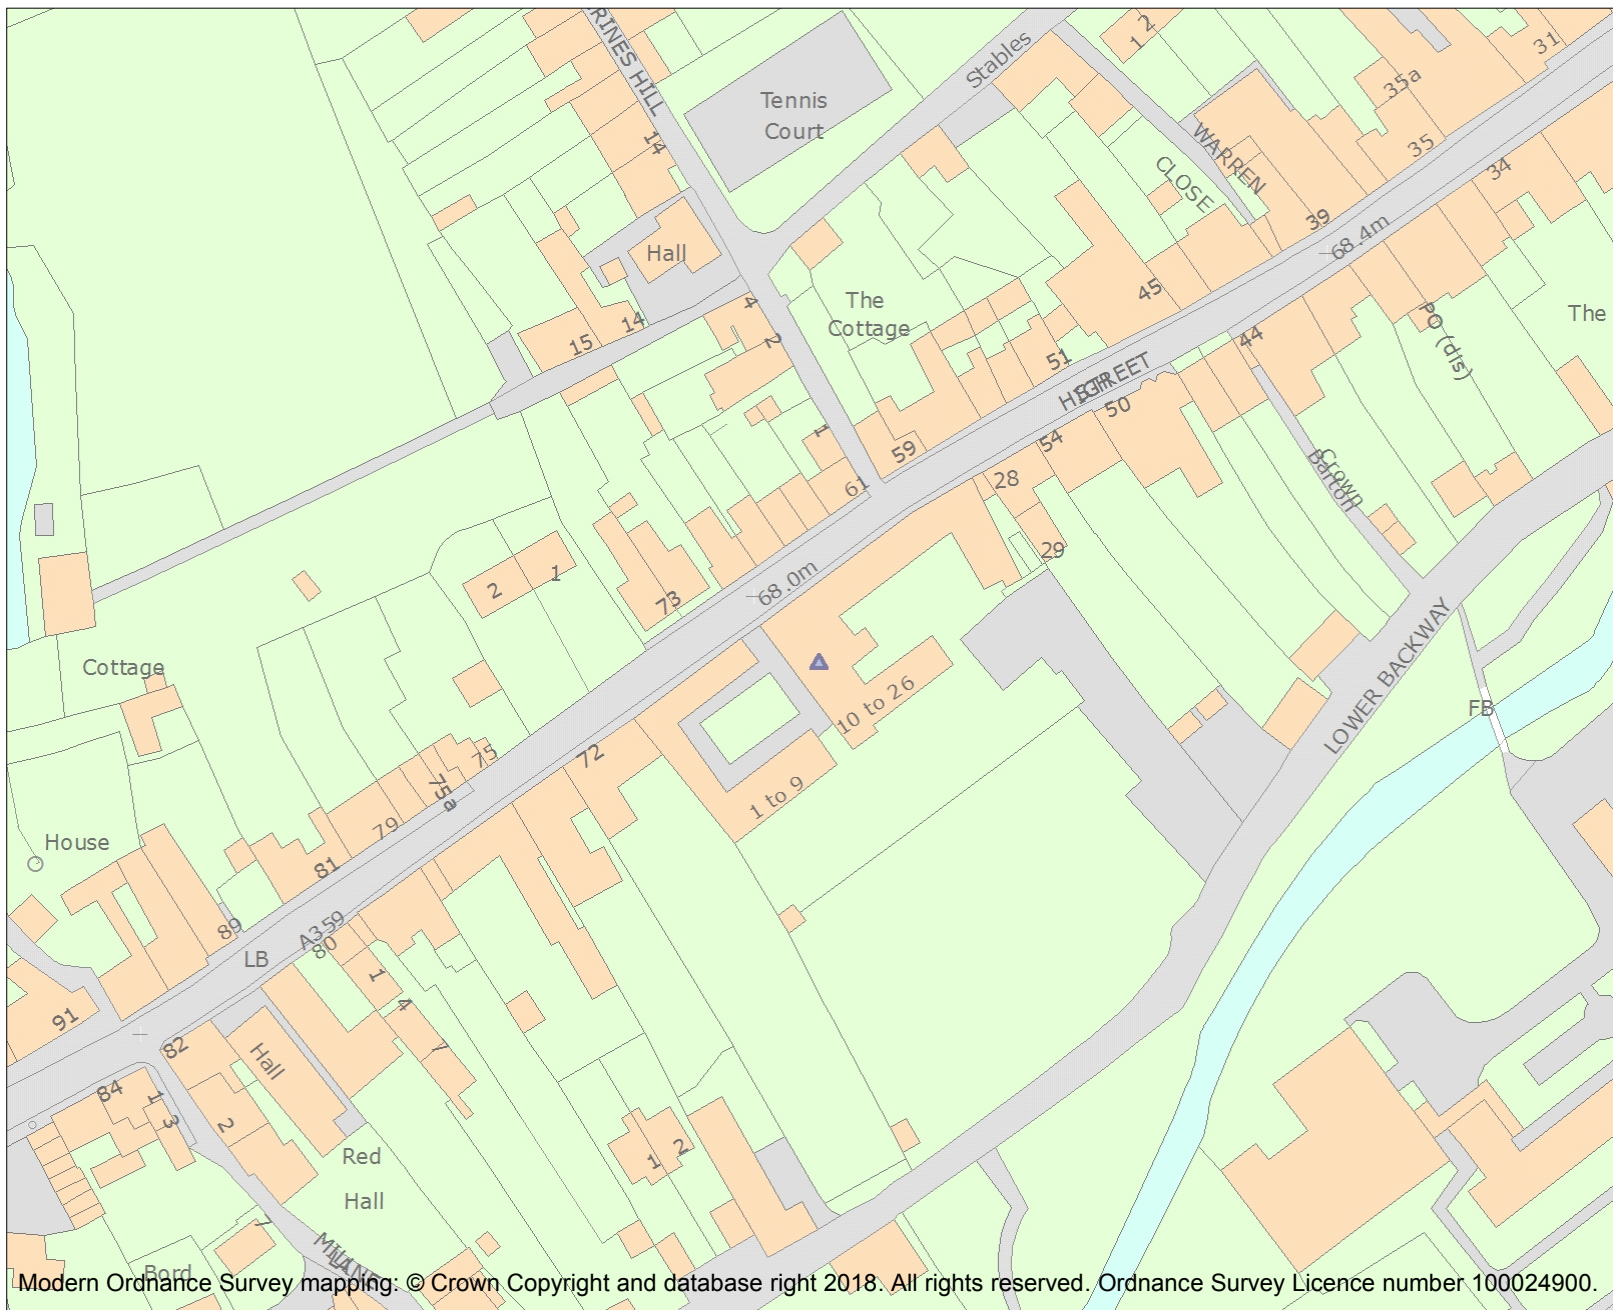 RINES HILL
Tennis
Court
Stables
1 2
31
35a
35
34
WARREN
CLOSE
39
68.4m
14
Hall
4
2
14
15
The
Cottage
45
The
PO (dis)
44
51
HIGH STREET
50
54
59
1
61
28
29
Crown
Barton
2
1
73
68.0m
LOWER BACKWAY
FB
10 to 26
1 to 9
72
Cottage
75
75a
79
81
House
89
A359
80
LB
91
1
4
7
82
Hall
84
1
3
2
Red
Hall
1
2
7
MILL LANE
Bord
Modern Ordnance Survey mapping: © Crown Copyright and database right 2018. All rights reserved. Ordnance Survey Licence number 100024900.